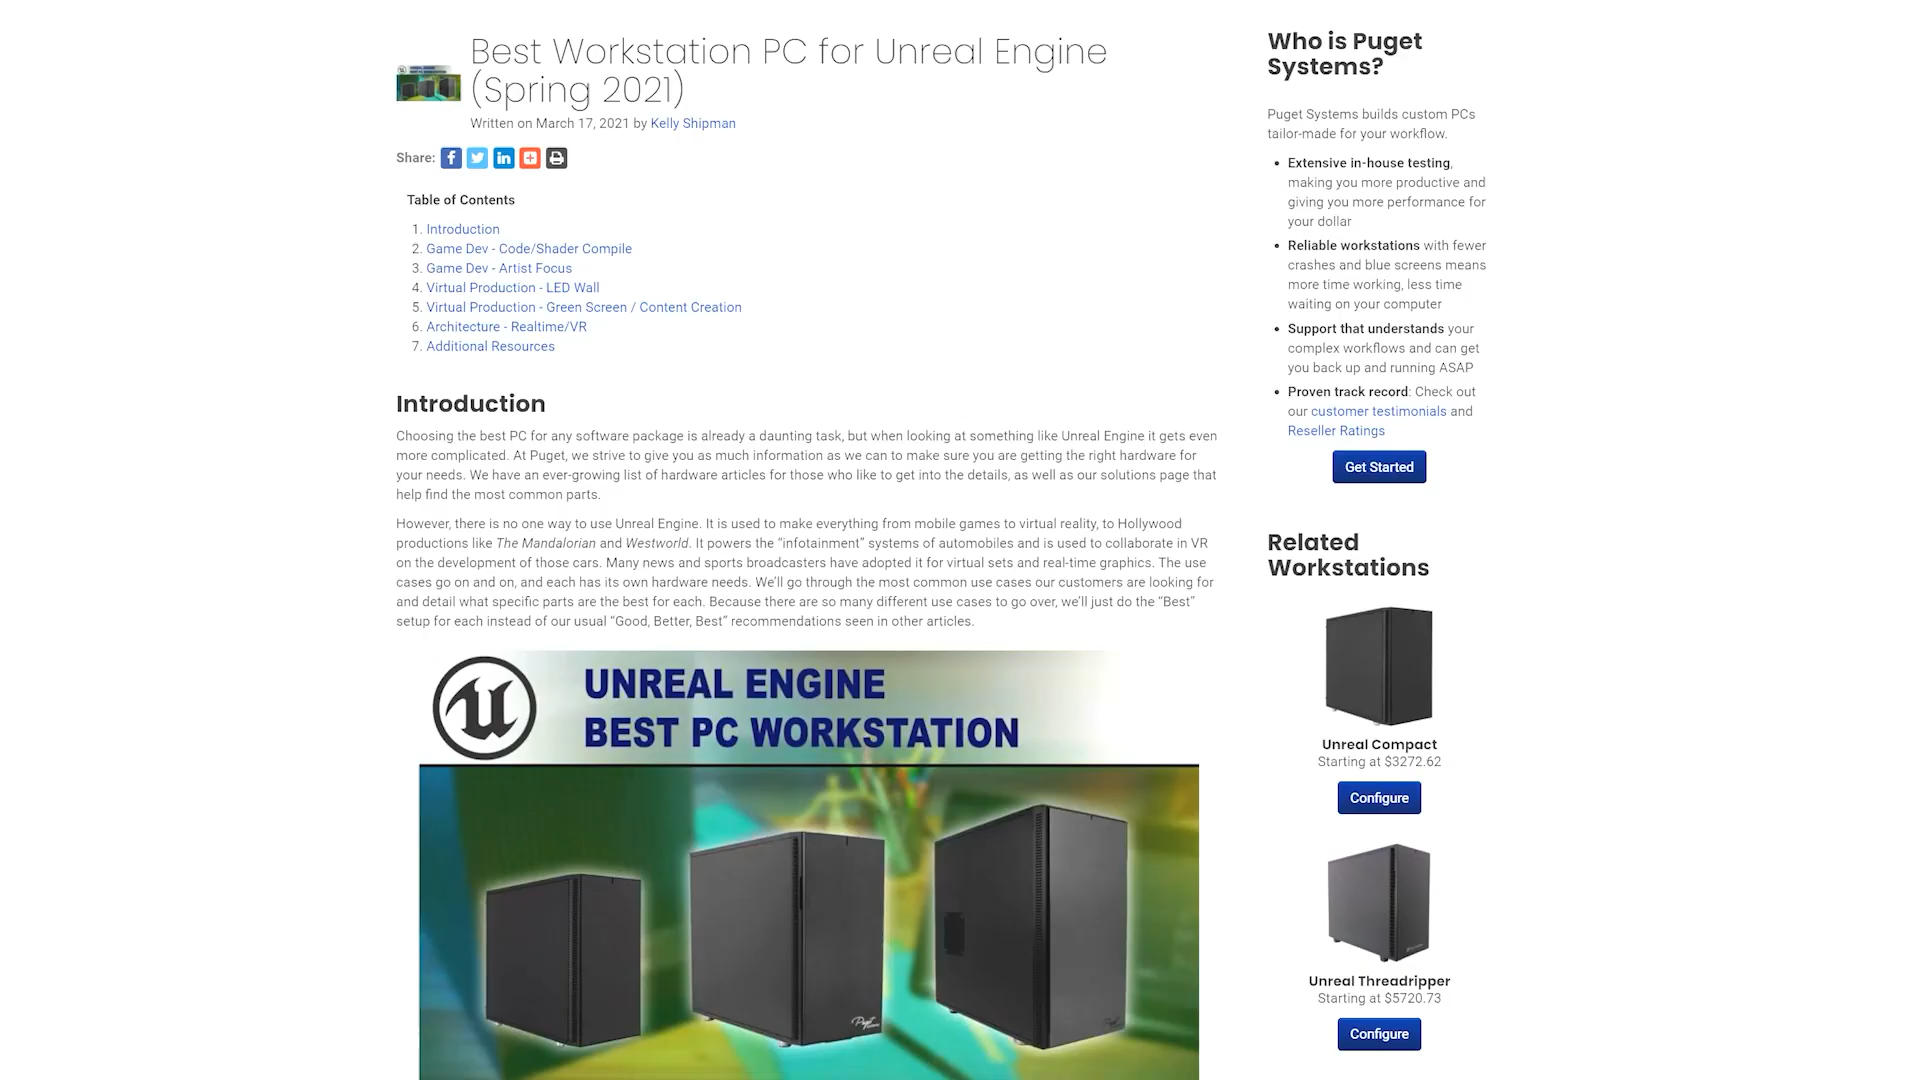 Best Workstation PC for Unreal Engine
(Spring 2021)
Written on March 17, 2021 by Kelly Shipman
Share:
Table of Contents
1. Introduction
2. Game Dev - Code/Shader Compile
3. Game Dev - Artist Focus
4. Virtual Production - LED Wall
5. Virtual Production - Green Screen / Content Creation
6. Architecture - Realtime/VR
7. Additional Resources
Introduction
Choosing the best PC for any software package is already a daunting task, but when looking at something like Unreal Engine it gets even
more complicated. At Puget, we strive to give you as much information as we can to make sure you are getting the right hardware for
your needs. We have an ever-growing list of hardware articles for those who like to get into the details, as well as our solutions page that
help find the most common parts.
However, there is no one way to use Unreal Engine. It is used to make everything from mobile games to virtual reality, to Hollywood
productions like The Mandalorian and Westworld. It powers the “infotainment” systems of automobiles and is used to collaborate in VR
on the development of those cars. Many news and sports broadcasters have adopted it for virtual sets and real-time graphics. The use
cases go on and on, and each has its own hardware needs. We’ll go through the most common use cases our customers are looking for
and detail what specific parts are the best for each. Because there are so many different use cases to go over, we’ll just do the “Best”
setup for each instead of our usual “Good, Better, Best” recommendations seen in other articles.
UNREAL ENGINE
BEST PC WORKSTATION
Puget
Who is Puget
Systems?
Puget Systems builds custom PCs
tailor-made for your workflow.
• Extensive in-house testing,
making you more productive and
giving you more performance for
your dollar
• Reliable workstations with fewer
crashes and blue screens means
more time working, less time
waiting on your computer
• Support that understands your
complex workflows and can get
you back up and running ASAP
• Proven track record: Check out
our customer testimonials and
Reseller Ratings
Get Started
Related
Workstations
Unreal Compact
Starting at $3272.62
Configure
Unreal Threadripper
Starting at $5720.73
Configure